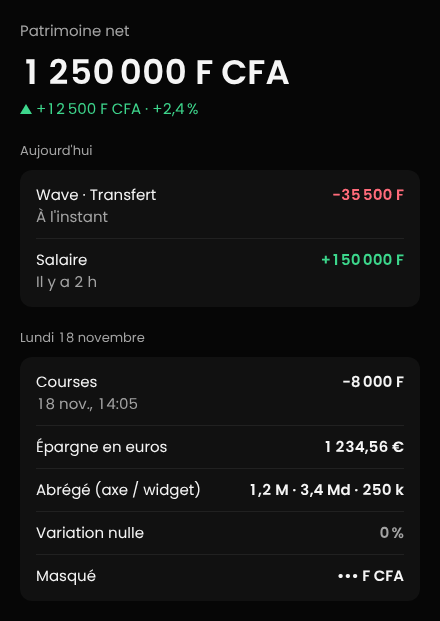 Patrimoine net
1 250 000 F CFA
▲ +12 500 F CFA · +2,4 %
Aujourd'hui
Wave · Transfert
-35 500 F
À l'instant
Salaire
+150 000 F
Il y a 2 h
Lundi 18 novembre
Courses
-8 000 F
18 nov., 14:05
Épargne en euros
1 234,56 €
Abrégé (axe / widget)
1,2 M · 3,4 Md · 250 k
Variation nulle
0 %
Masqué
••• F CFA